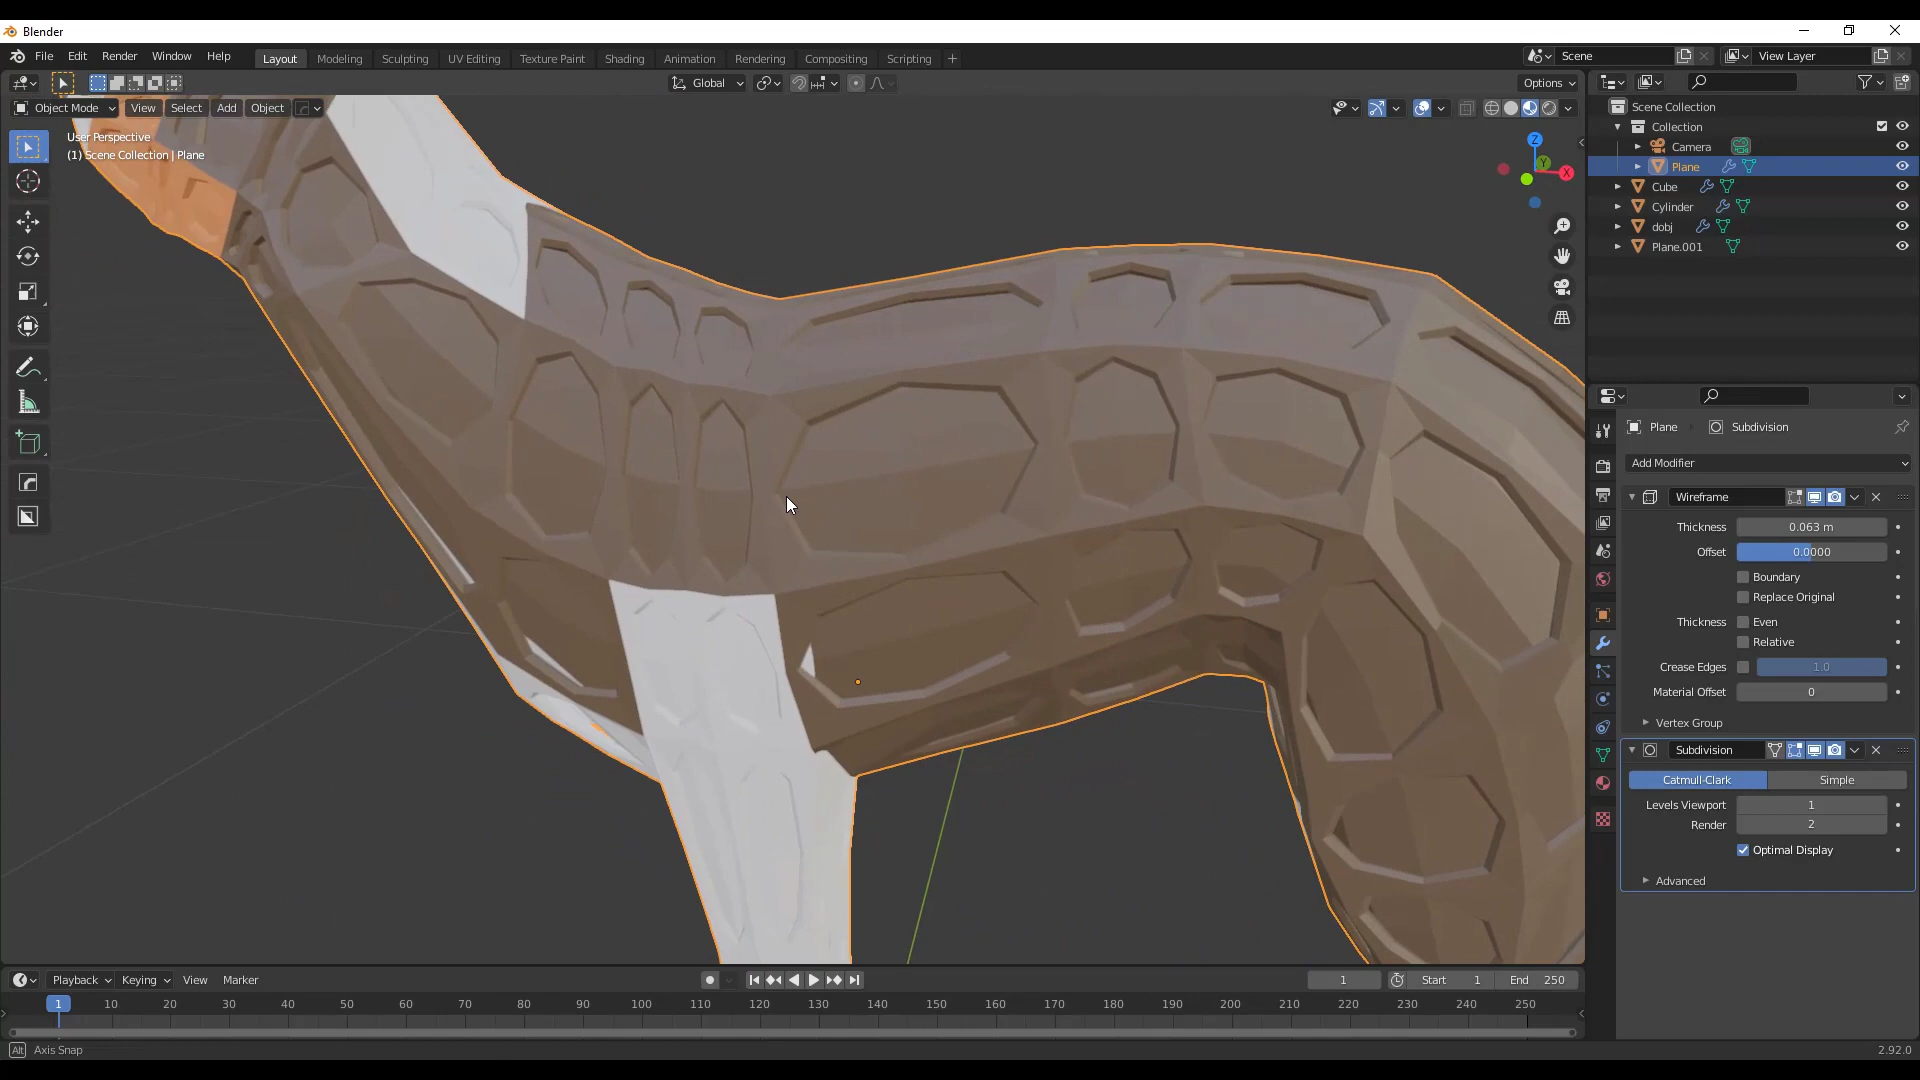 Blender
File Edit Render Window Help Layout Modeling Sculpting UV Editing Texture Paint Shading Animation Rendering Compositing Scripting + Scene View Layer
Global Options
Object Mode View Select Add Object
User Perspective
(1) Scene Collection | Plane
Z
Y
X
Scene Collection
Collection
Camera
Plane
Cube
Cylinder
dobj
Plane.001
Plane Subdivision
Add Modifier
Wireframe
Thickness 0.063 m
Offset 0.0000
Boundary
Replace Original
Thickness Even
Relative
Crease Edges 1.0
Material Offset 0
Vertex Group
Subdivision
Catmull-Clark Simple
Levels Viewport 1
Render 2
Optimal Display
Advanced
Playback Keying View Marker 1 Start 1 End 250
1 10 20 30 40 50 60 70 80 90 100 110 120 130 140 150 160 170 180 190 200 210 220 230 240 250
Alt Axis Snap 2.92.0